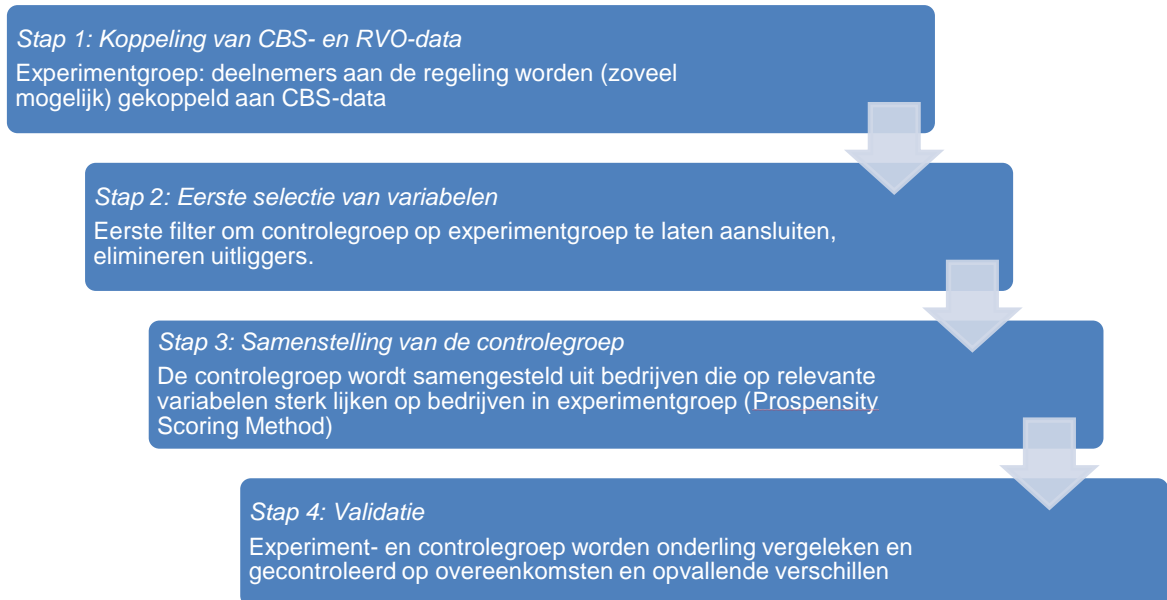 Stap 1: Koppeling van CBS- en RVO-data
Experimentgroep: deelnemers aan de regeling worden (zoveel
mogelijk) gekoppeld aan CBS-data
Stap 2: Eerste selectie van variabelen
Eerste filter om controlegroep op experimentgroep te laten aansluiten,
elimineren uitliggers.
Stap 3: Samenstelling van de controlegroep
De controlegroep wordt samengesteld uit bedrijven die op relevante
variabelen sterk lijken op bedrijven in experimentgroep (Prospensity
Scoring Method)
Stap 4: Validatie
Experiment- en controlegroep worden onderling vergeleken en
gecontroleerd op overeenkomsten en opvallende verschillen